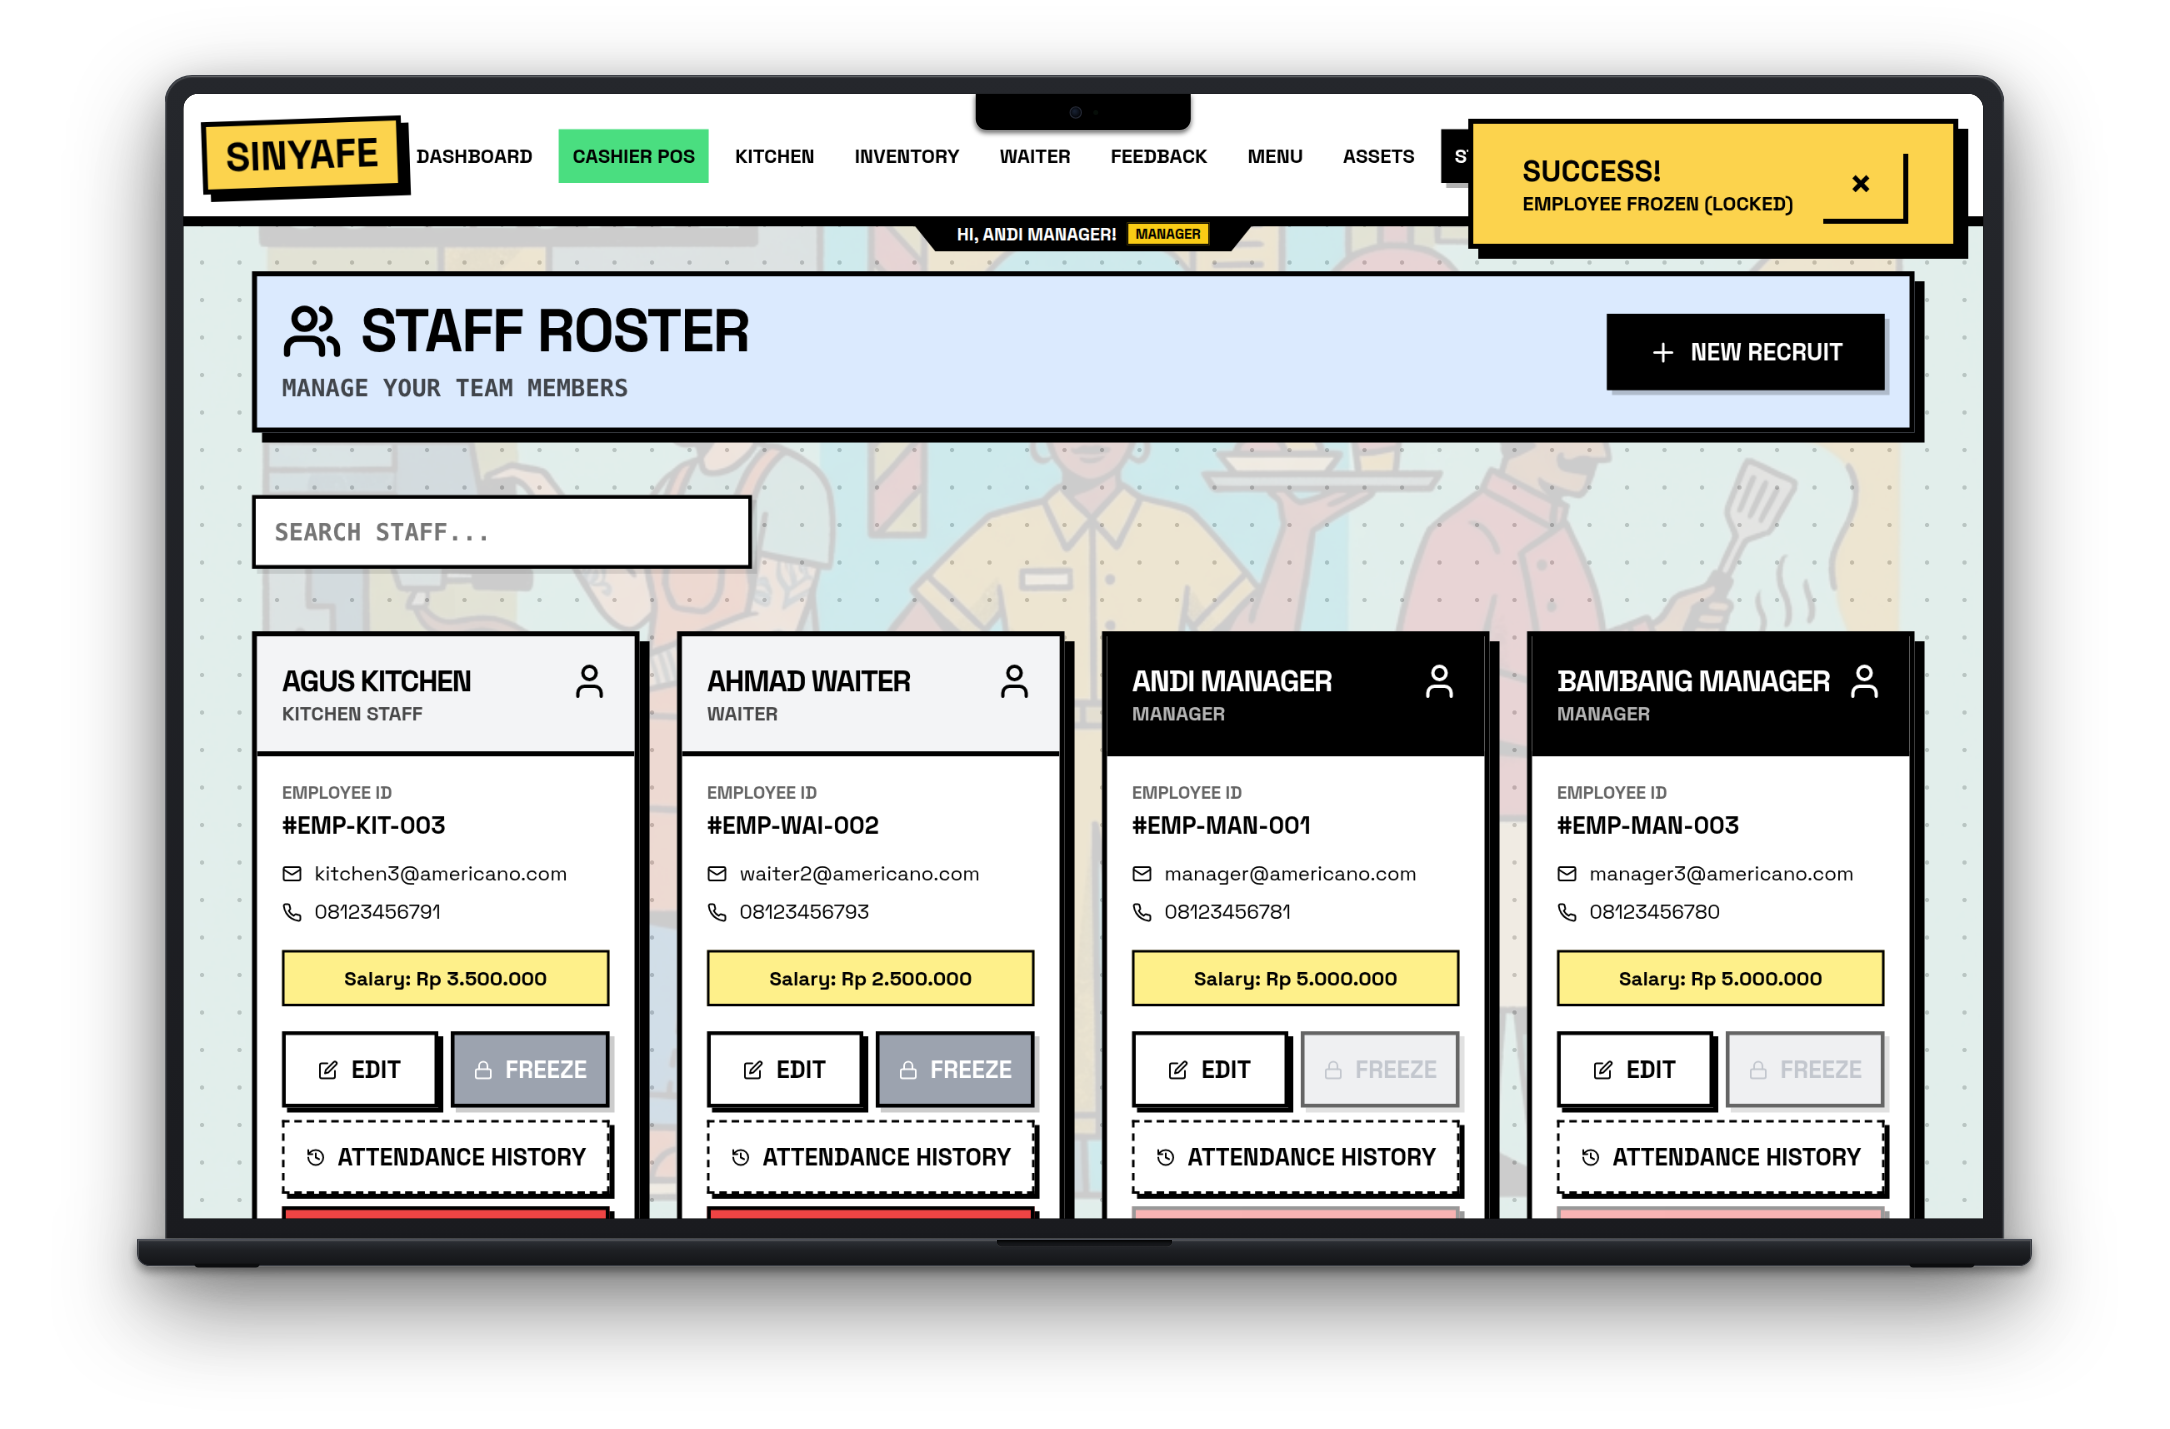 SINYAFE
DASHBOARD
CASHIER POS
KITCHEN
INVENTORY
WAITER
FEEDBACK
MENU
ASSETS
SUCCESS!
EMPLOYEE FROZEN (LOCKED)
HI, ANDI MANAGER!
MANAGER
STAFF ROSTER
MANAGE YOUR TEAM MEMBERS
+ NEW RECRUIT
SEARCH STAFF...
AGUS KITCHEN
KITCHEN STAFF
EMPLOYEE ID
#EMP-KIT-003
kitchen3@americano.com
08123456791
Salary: Rp 3.500.000
EDIT
FREEZE
ATTENDANCE HISTORY
AHMAD WAITER
WAITER
EMPLOYEE ID
#EMP-WAI-002
waiter2@americano.com
08123456793
Salary: Rp 2.500.000
EDIT
FREEZE
ATTENDANCE HISTORY
ANDI MANAGER
MANAGER
EMPLOYEE ID
#EMP-MAN-001
manager@americano.com
08123456781
Salary: Rp 5.000.000
EDIT
FREEZE
ATTENDANCE HISTORY
BAMBANG MANAGER
MANAGER
EMPLOYEE ID
#EMP-MAN-003
manager3@americano.com
08123456780
Salary: Rp 5.000.000
EDIT
FREEZE
ATTENDANCE HISTORY